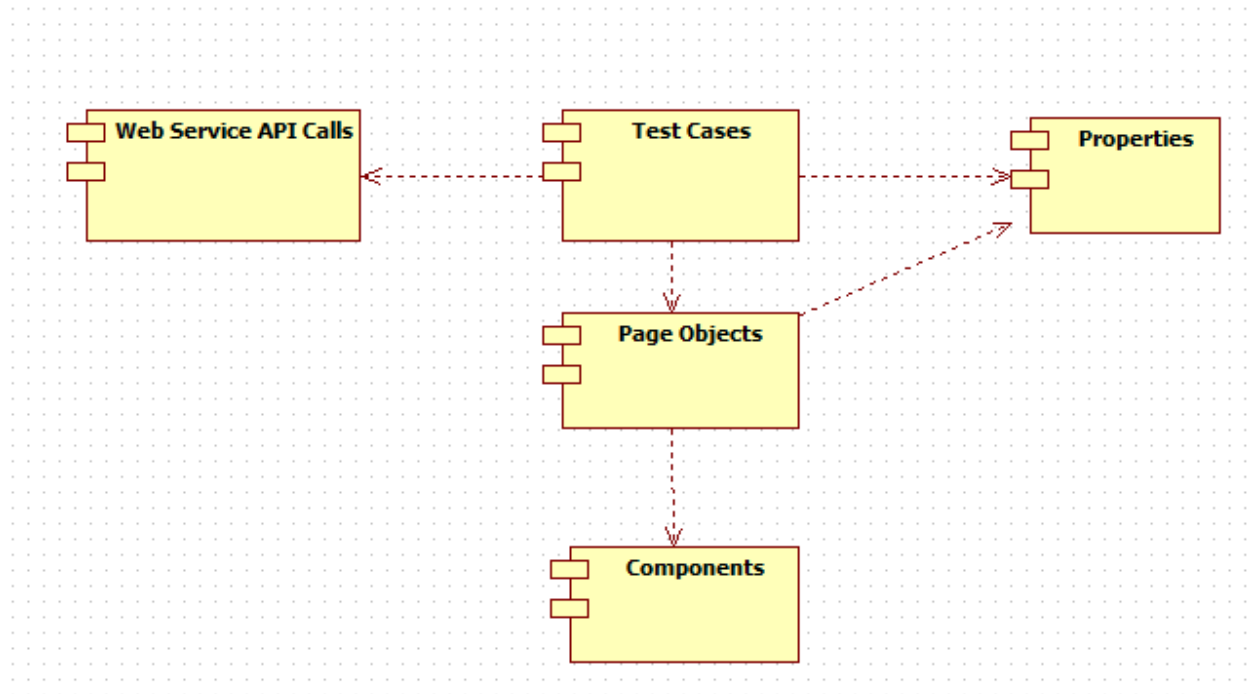 Web Service API Calls
Test Cases
Properties
Page Objects
Components